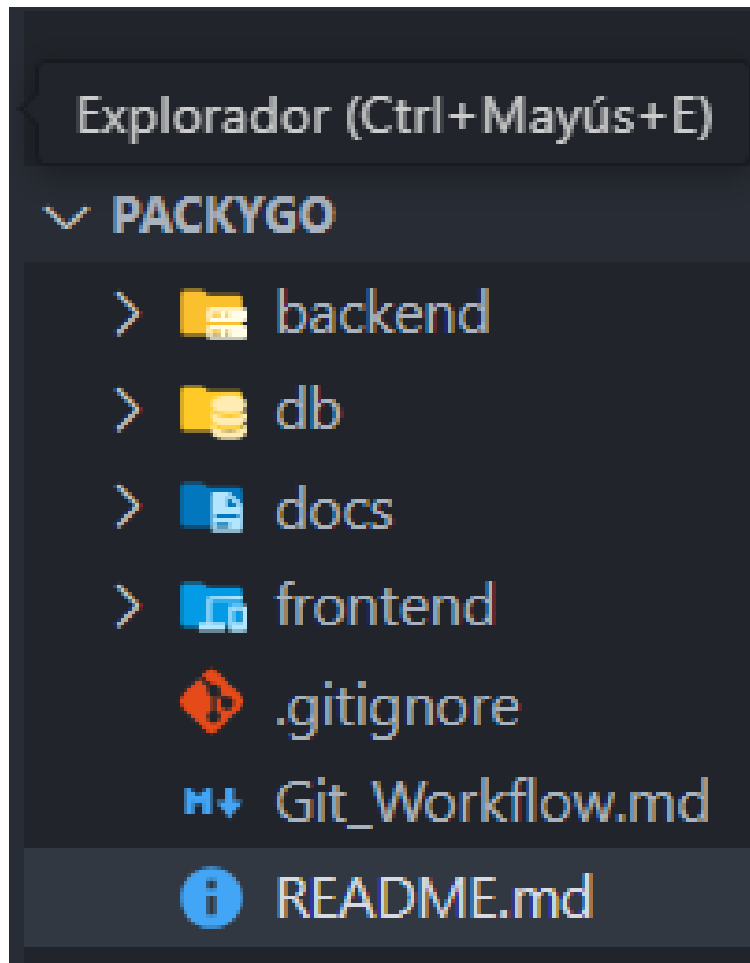 Explorador (Ctrl+Mayús+E)
PACKYGO
backend
db
docs
frontend
.gitignore
Git_Workflow.md
README.md